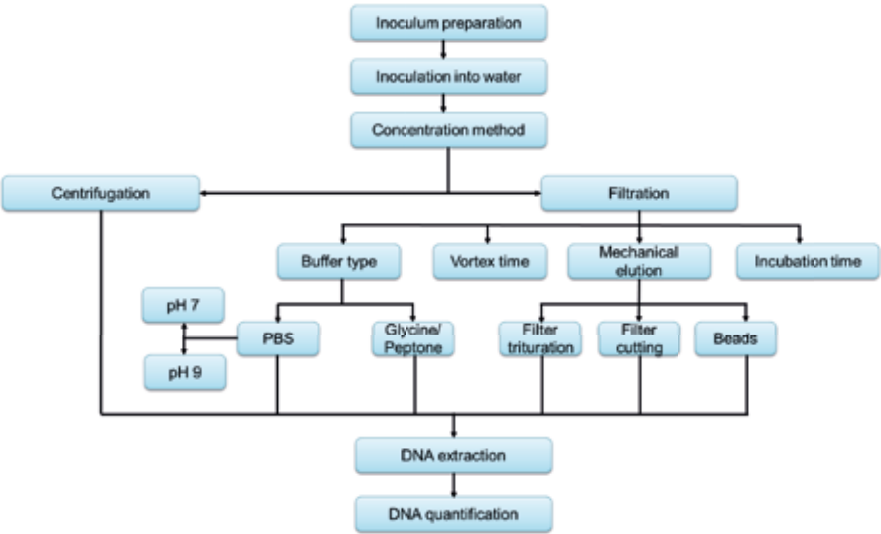 Inoculum preparation
Inoculation into water
Concentration method
Centrifugation
Filtration
Buffer type
Vortex time
Mechanical
elution
Incubation time
pH 7
PBS
pH 9
Glycine/
Peptone
Filter
trituration
Filter
cutting
Beads
DNA extraction
DNA quantification